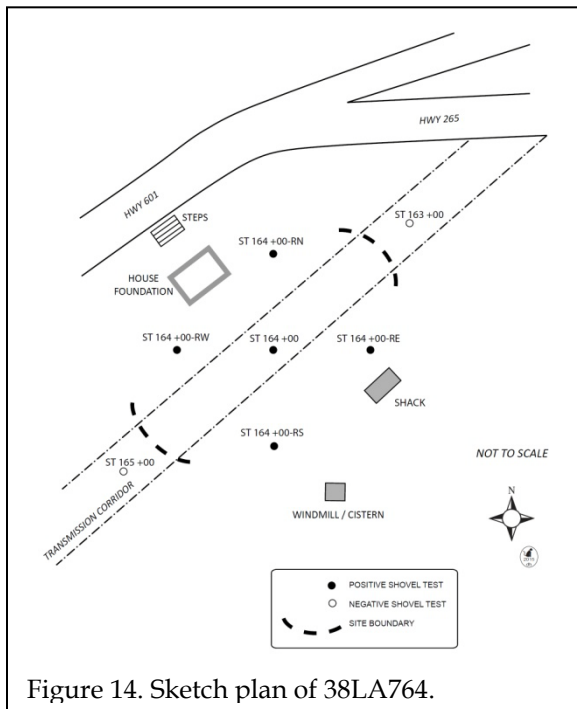 HWY 265
HWY 601
STEPS
ST 163 +00
ST 164 +00-RN
HOUSE
FOUNDATION
ST 164 +00-RW
ST 164 +00
ST 164 +00-RE
SHACK
ST 164 +00-RS
NOT TO SCALE
ST 165 +00
TRANSMISSION CORRIDOR
WINDMILL / CISTERN
N
POSITIVE SHOVEL TEST
NEGATIVE SHOVEL TEST
SITE BOUNDARY
Figure 14. Sketch plan of 38LA764.